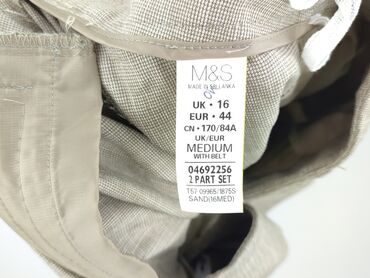 M&S
MADE IN SRI LANKA
UK • 16
EUR • 44
CN • 170/84A
UK/EUR
MEDIUM
WITH BELT
04692256
2 PART SET
T57 09965/1875S
SAND(16MED)